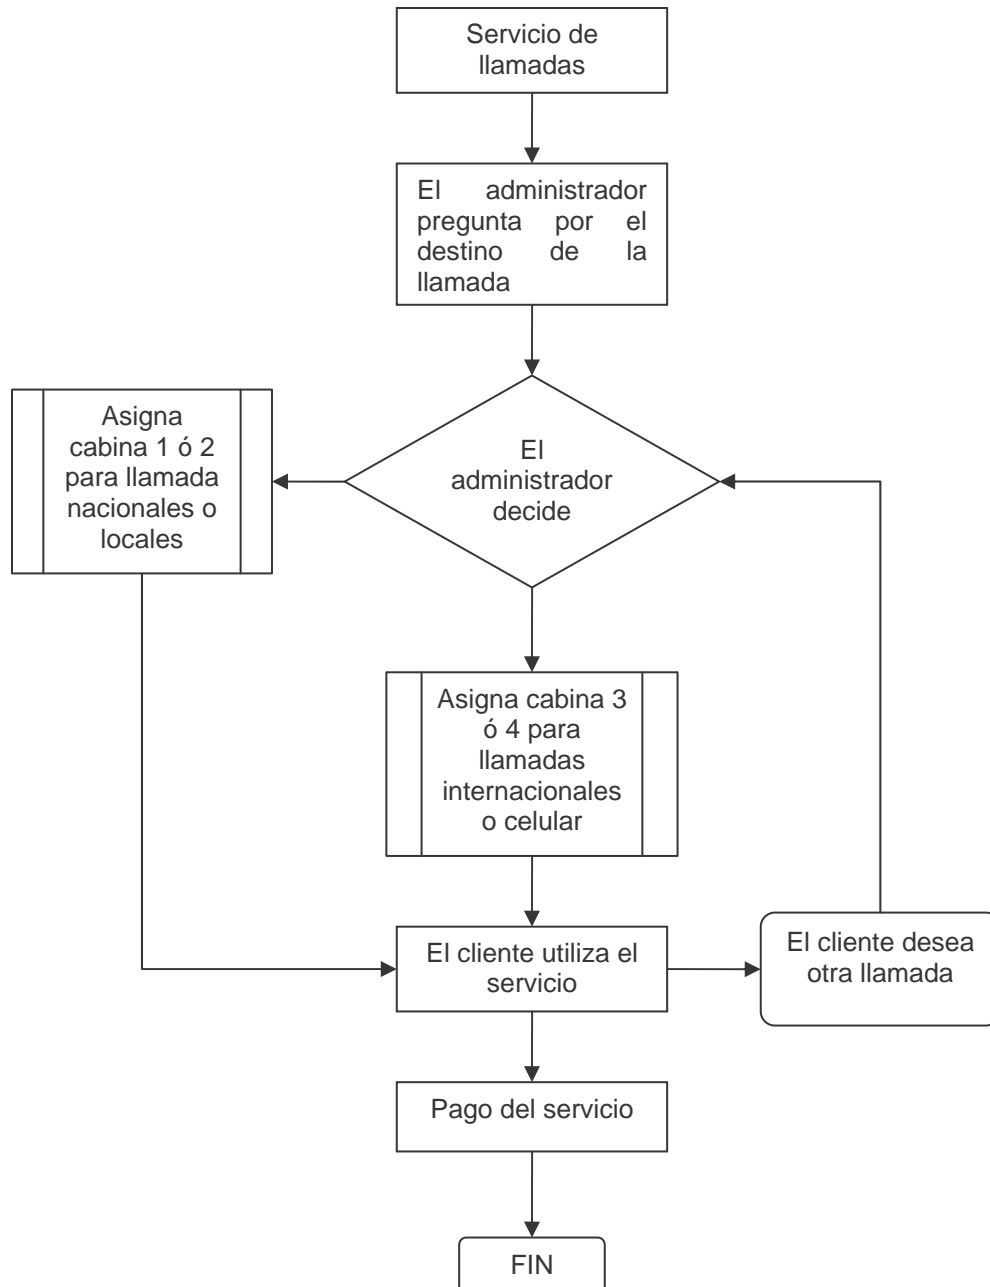 Servicio de
llamadas
El administrador
pregunta por el
destino de la
llamada
El
administrador
decide
Asigna
cabina 1 ó 2
para llamada
nacionales o
locales
Asigna cabina 3
ó 4 para
llamadas
internacionales
o celular
El cliente utiliza el
servicio
El cliente desea
otra llamada
Pago del servicio
FIN